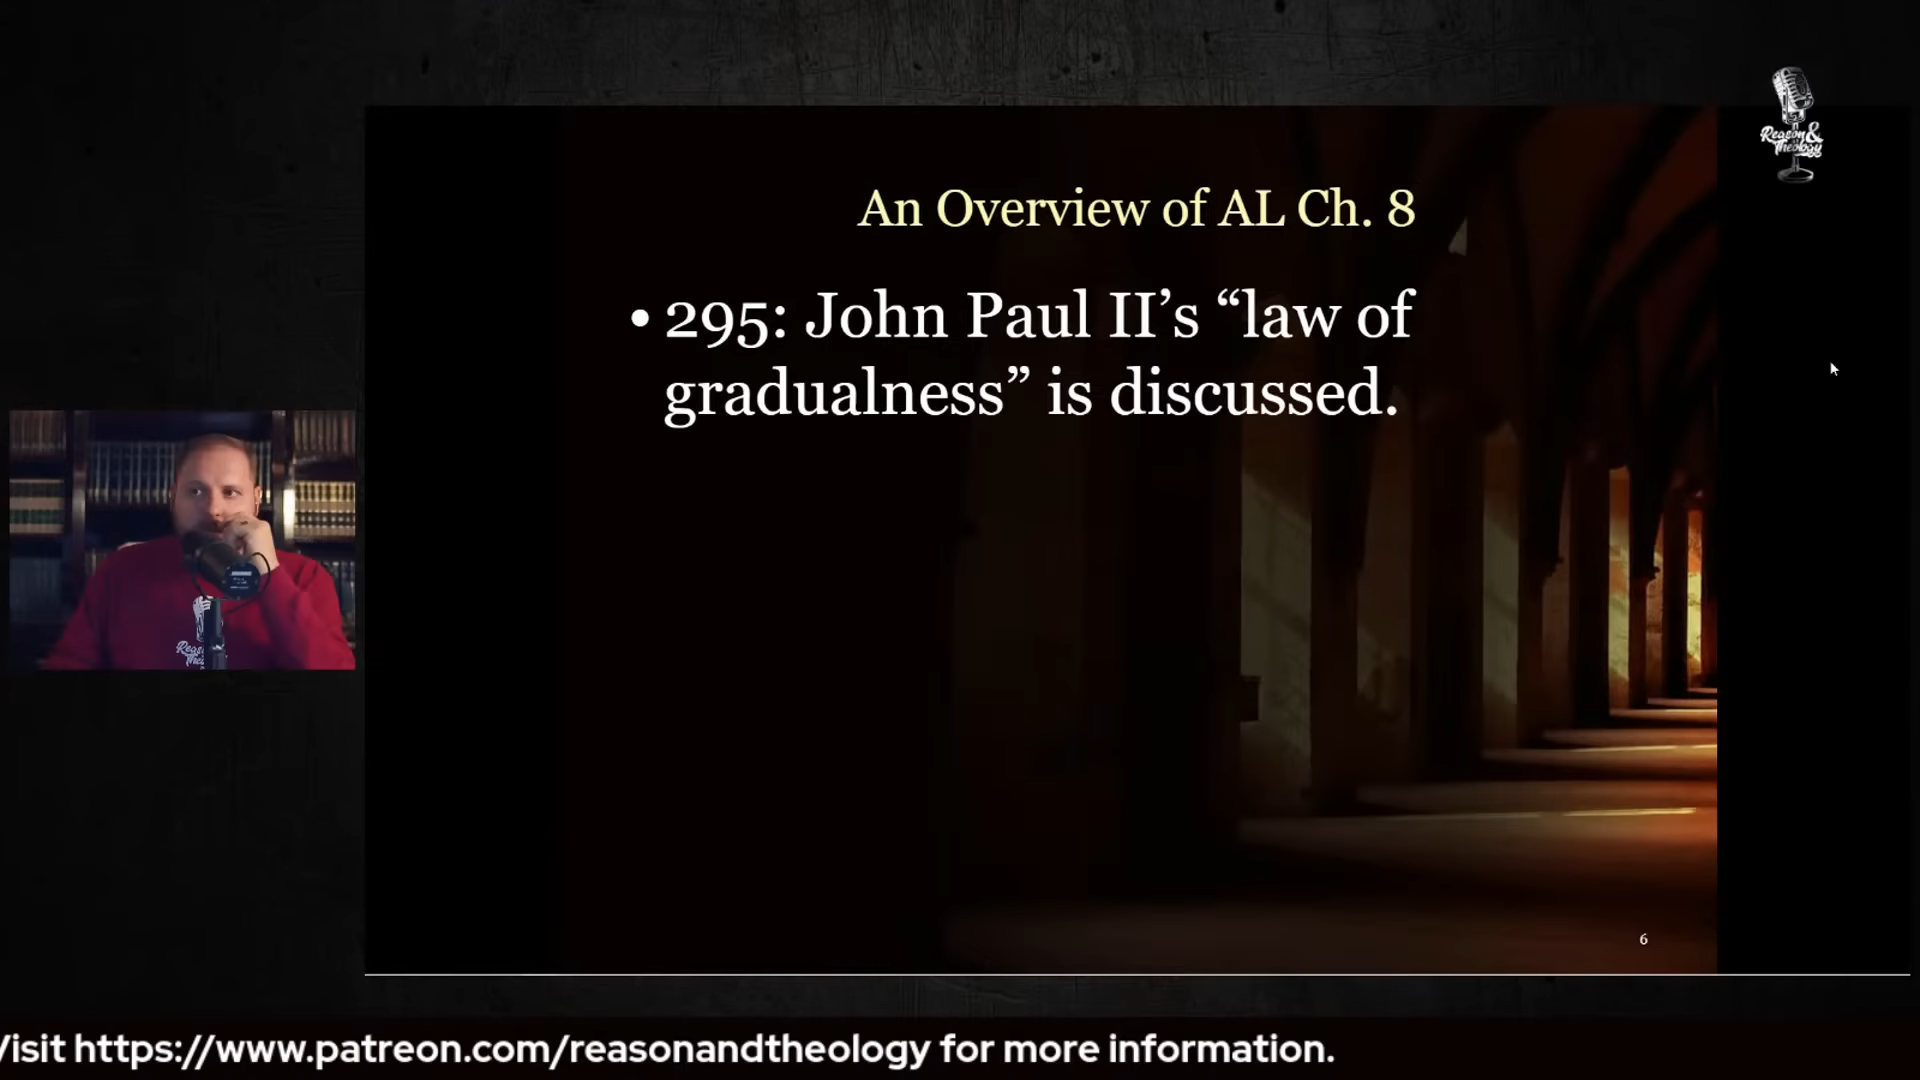 Reason &
Theology
An Overview of AL Ch. 8
• 295: John Paul II’s “law of
gradualness” is discussed.
6
Visit https://www.patreon.com/reasonandtheology for more information.